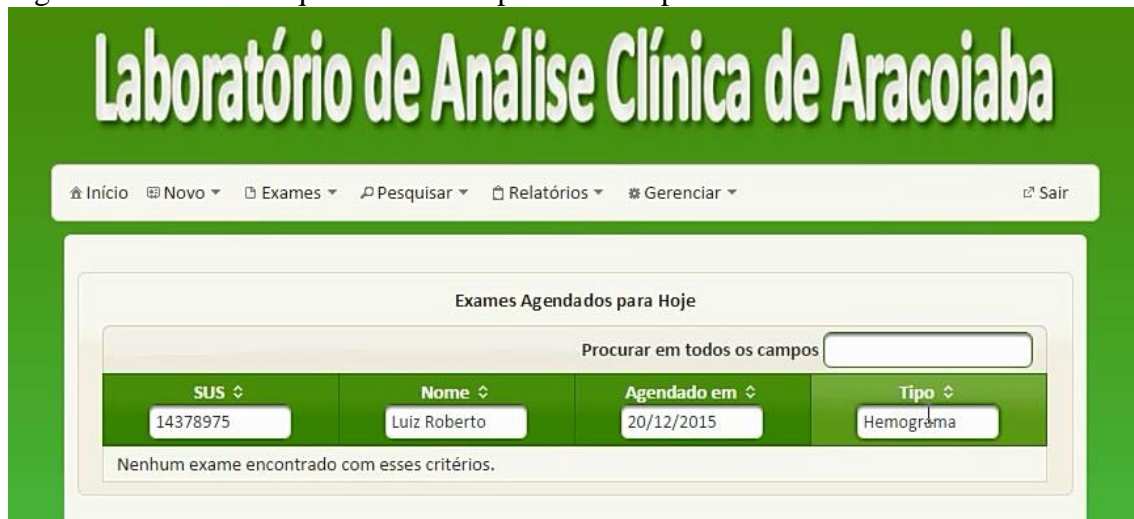 Laboratório de Análise Clínica de Aracoiaba
Início Novo Exames Pesquisar Relatórios Gerenciar Sair
Exames Agendados para Hoje
Procurar em todos os campos
SUS Nome Agendado em Tipo
14378975 Luiz Roberto 20/12/2015 Hemograma
Nenhum exame encontrado com esses critérios.